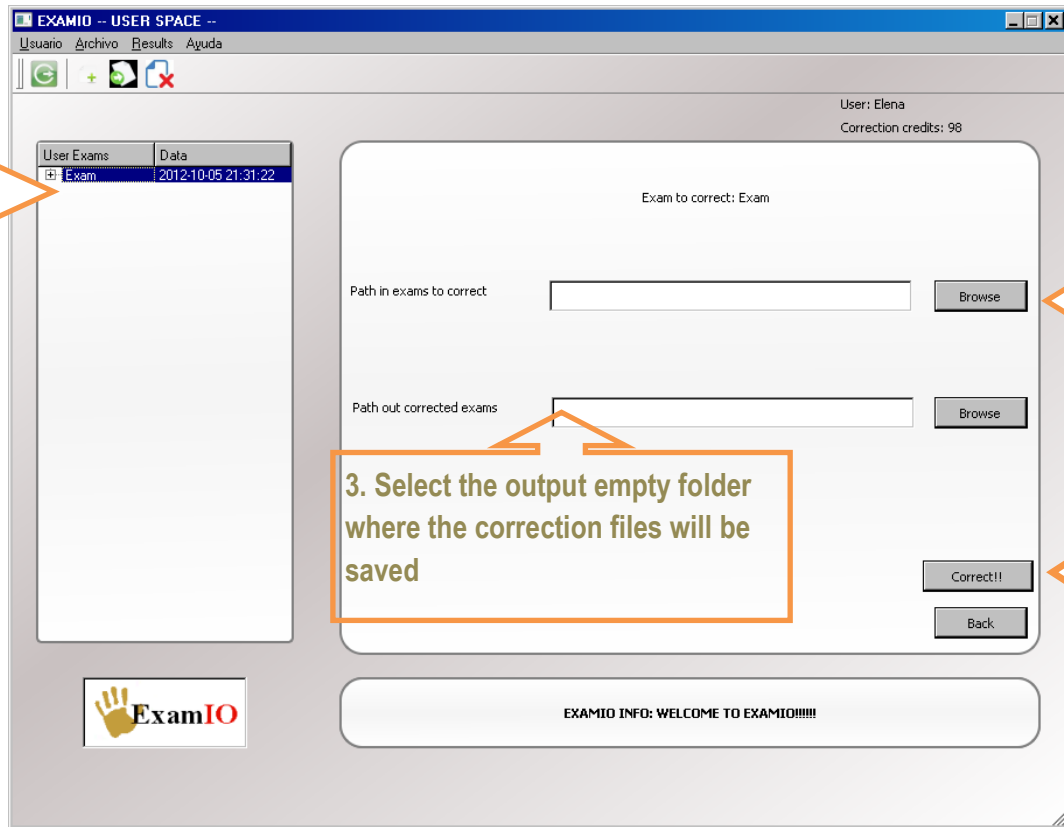 EXAMIO -- USER SPACE --
Usuario Archivo Results Ayuda
User: Elena
Correction credits: 98
User Exams Data
Exam 2012-10-05 21:31:22
Exam to correct: Exam
Path in exams to correct
Browse
Path out corrected exams
Browse
3. Select the output empty folder
where the correction files will be
saved
Correct!!
Back
ExamIO
EXAMIO INFO: WELCOME TO EXAMIO!!!!!!